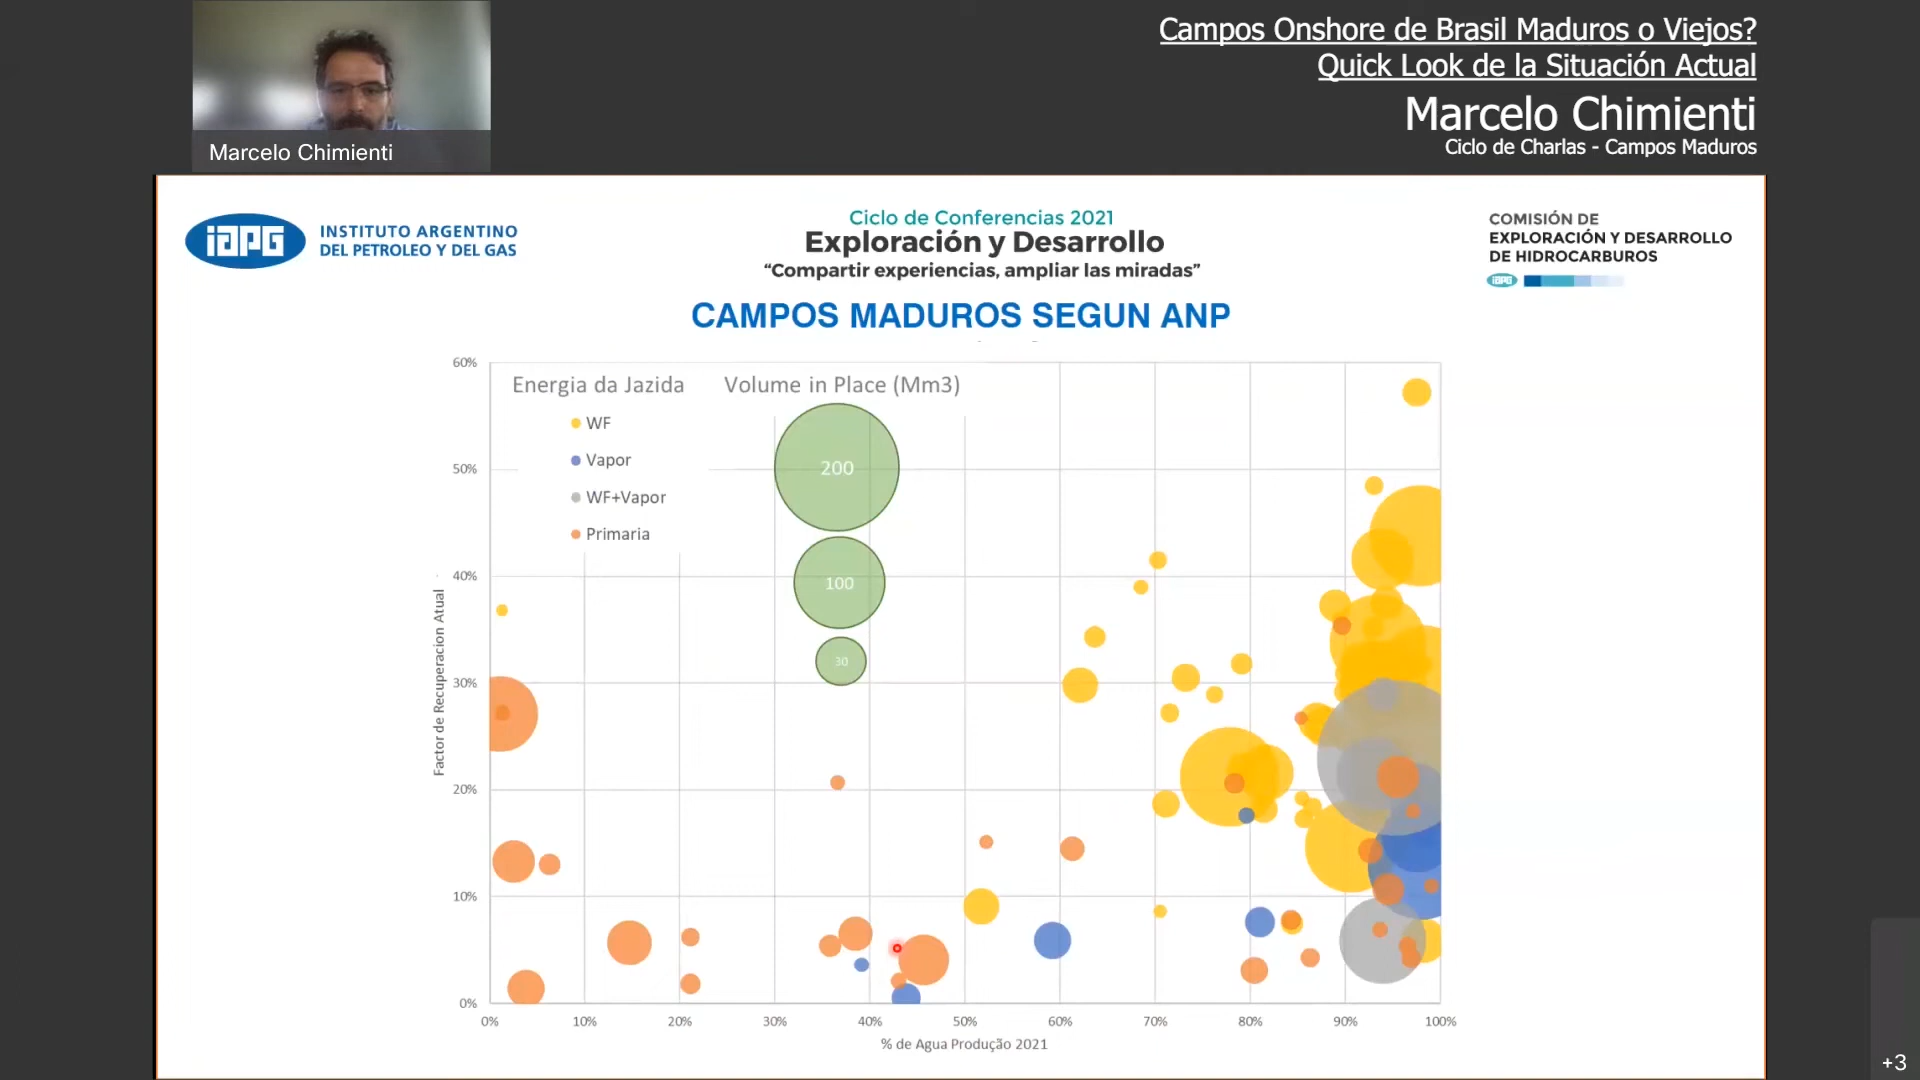 Campos Onshore de Brasil Maduros o Viejos?
Quick Look de la Situación Actual
Marcelo Chimienti
Ciclo de Charlas - Campos Maduros
Marcelo Chimienti
iAPG
INSTITUTO ARGENTINO
DEL PETROLEO Y DEL GAS
Ciclo de Conferencias 2021
Exploración y Desarrollo
“Compartir experiencias, ampliar las miradas”
COMISIÓN DE
EXPLORACIÓN Y DESARROLLO
DE HIDROCARBUROS
iAPG
CAMPOS MADUROS SEGUN ANP
Energia da Jazida
WF
Vapor
WF+Vapor
Primaria
Volume in Place (Mm3)
200
100
30
Factor de Recuperacion Atual
60%
50%
40%
30%
20%
10%
0%
0% 10% 20% 30% 40% 50% 60% 70% 80% 90% 100%
% de Agua Produção 2021
+3